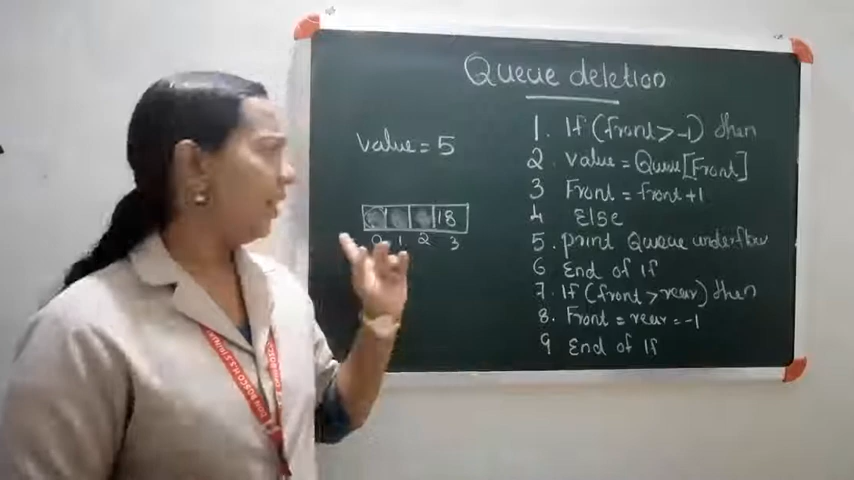 Queue deletion
value = 5
18
0 1 2 3
1. If (front > -1) then
2. value = Queue[Front]
3 Front = front + 1
4 Else
5. print Queue underflow
6 End of if
7 If (front > rear) then
8. Front = rear = -1
9 End of if
DON BOSCO